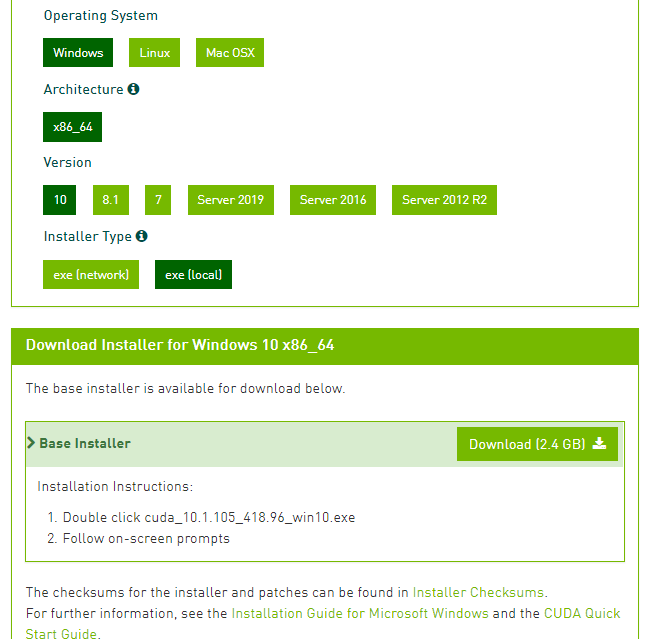 Operating System
Windows Linux Mac OSX
Architecture
x86_64
Version
10 8.1 7 Server 2019 Server 2016 Server 2012 R2
Installer Type
exe (network) exe (local)
Download Installer for Windows 10 x86_64
The base installer is available for download below.
Base Installer Download (2.4 GB)
Installation Instructions:
1. Double click cuda_10.1.105_418.96_win10.exe
2. Follow on-screen prompts
The checksums for the installer and patches can be found in Installer Checksums.
For further information, see the Installation Guide for Microsoft Windows and the CUDA Quick
Start Guide.